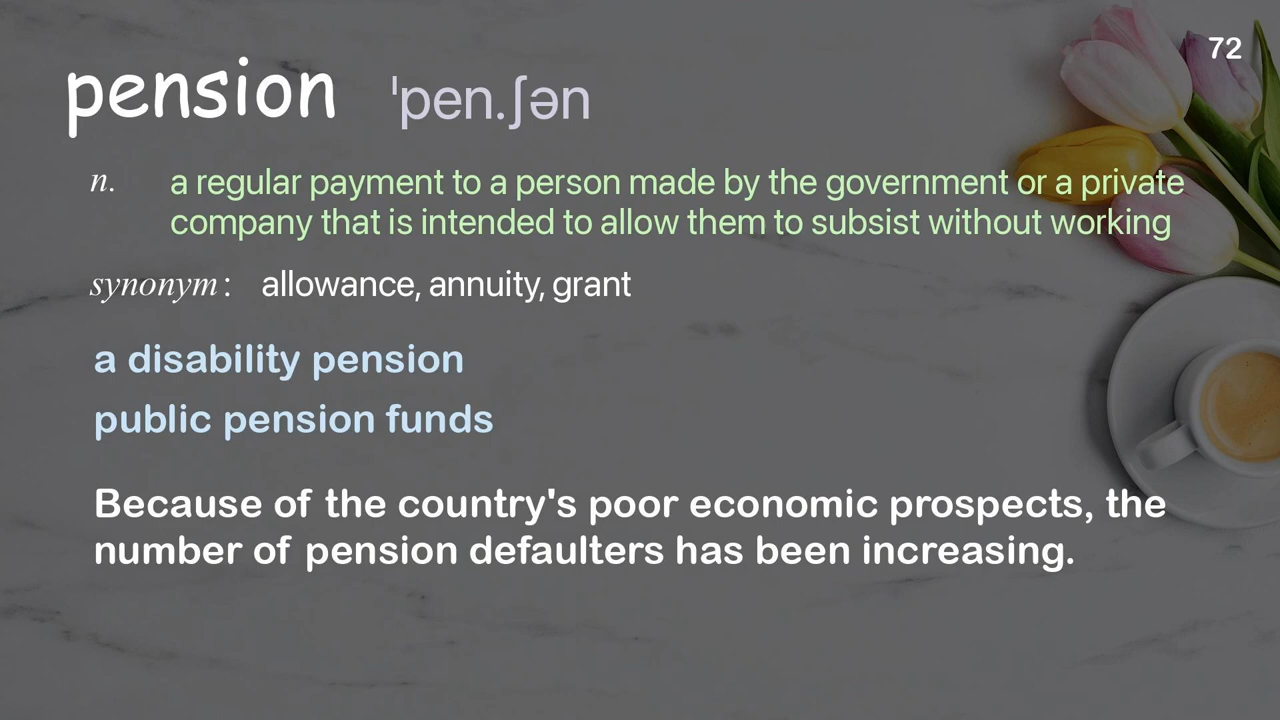 72
pension ˈpen.ʃən
n. a regular payment to a person made by the government or a private
company that is intended to allow them to subsist without working
synonym : allowance, annuity, grant
a disability pension
public pension funds
Because of the country's poor economic prospects, the
number of pension defaulters has been increasing.